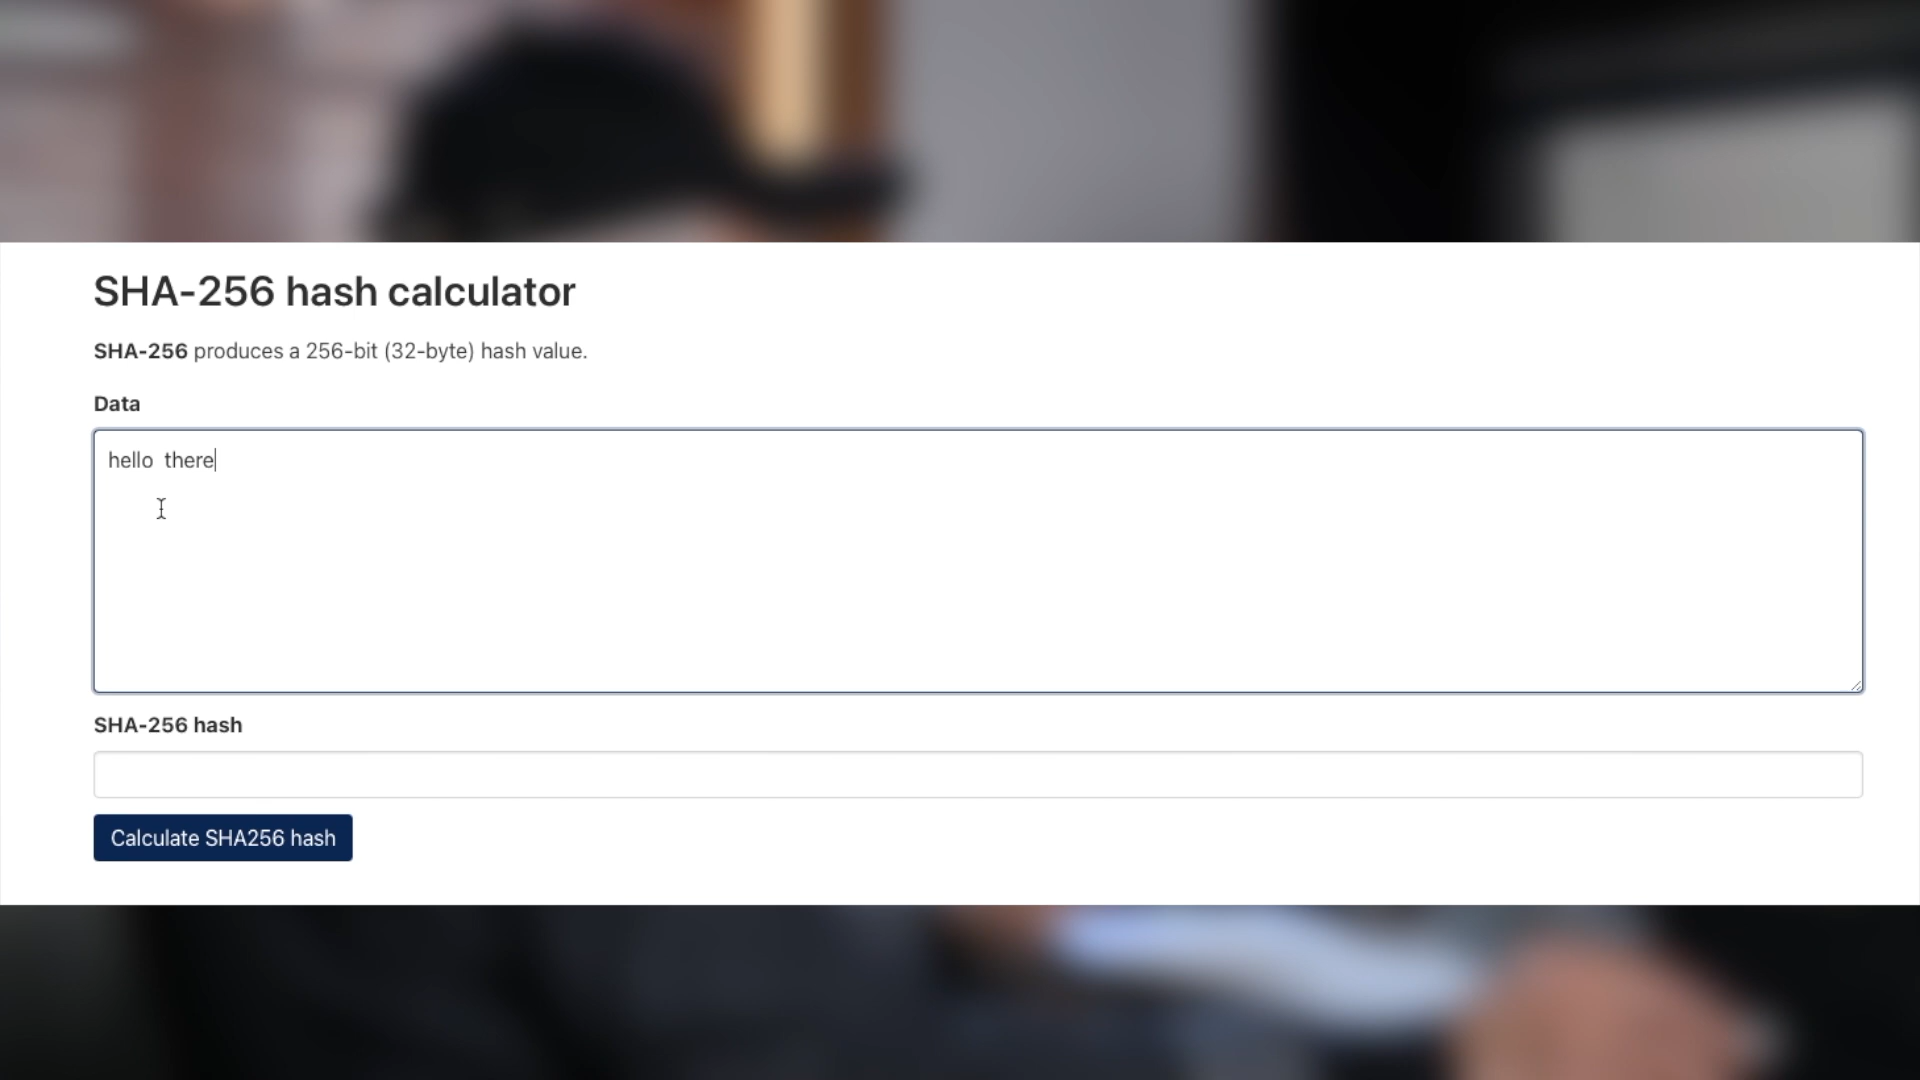 SHA-256 hash calculator
SHA-256 produces a 256-bit (32-byte) hash value.
Data
hello  there
SHA-256 hash
Calculate SHA256 hash